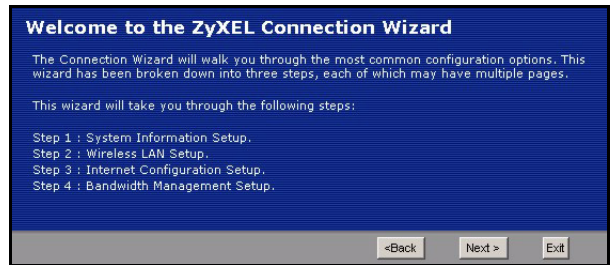 Welcome to the ZyXEL Connection Wizard
The Connection Wizard will walk you through the most common configuration options. This
wizard has been broken down into three steps, each of which may have multiple pages.
This wizard will take you through the following steps:
Step 1 : System Information Setup.
Step 2 : Wireless LAN Setup.
Step 3 : Internet Configuration Setup.
Step 4 : Bandwidth Management Setup.
<Back Next > Exit